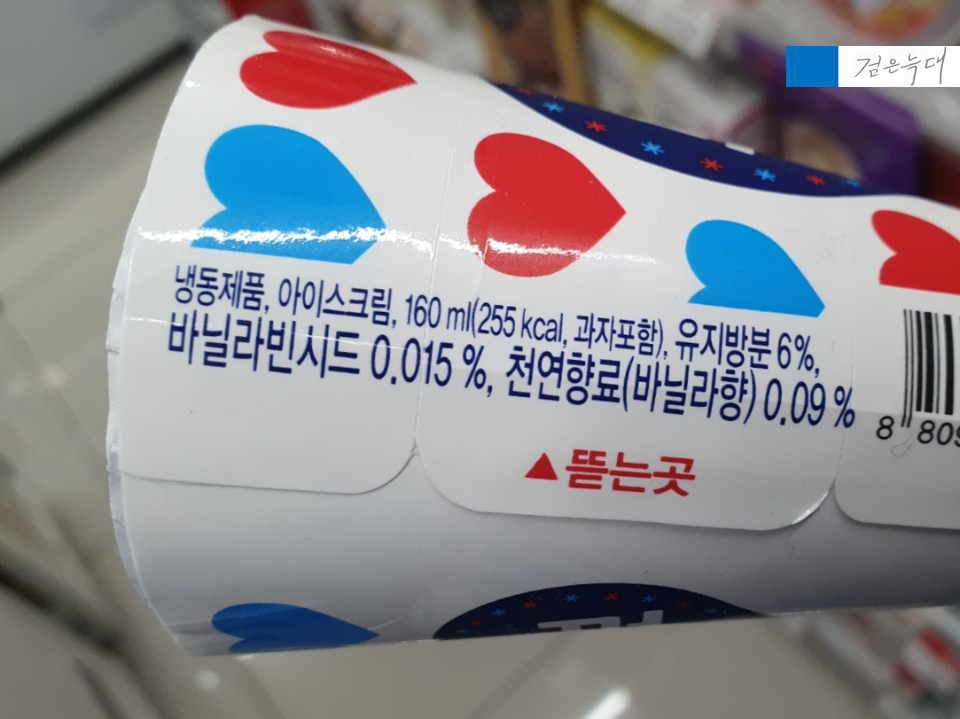 검은늑대
냉동제품, 아이스크림, 160 ml(255 kcal, 과자포함), 유지방분 6%,
바닐라빈시드 0.015 %, 천연향료(바닐라향) 0.09 %
8 809
▲뜯는곳